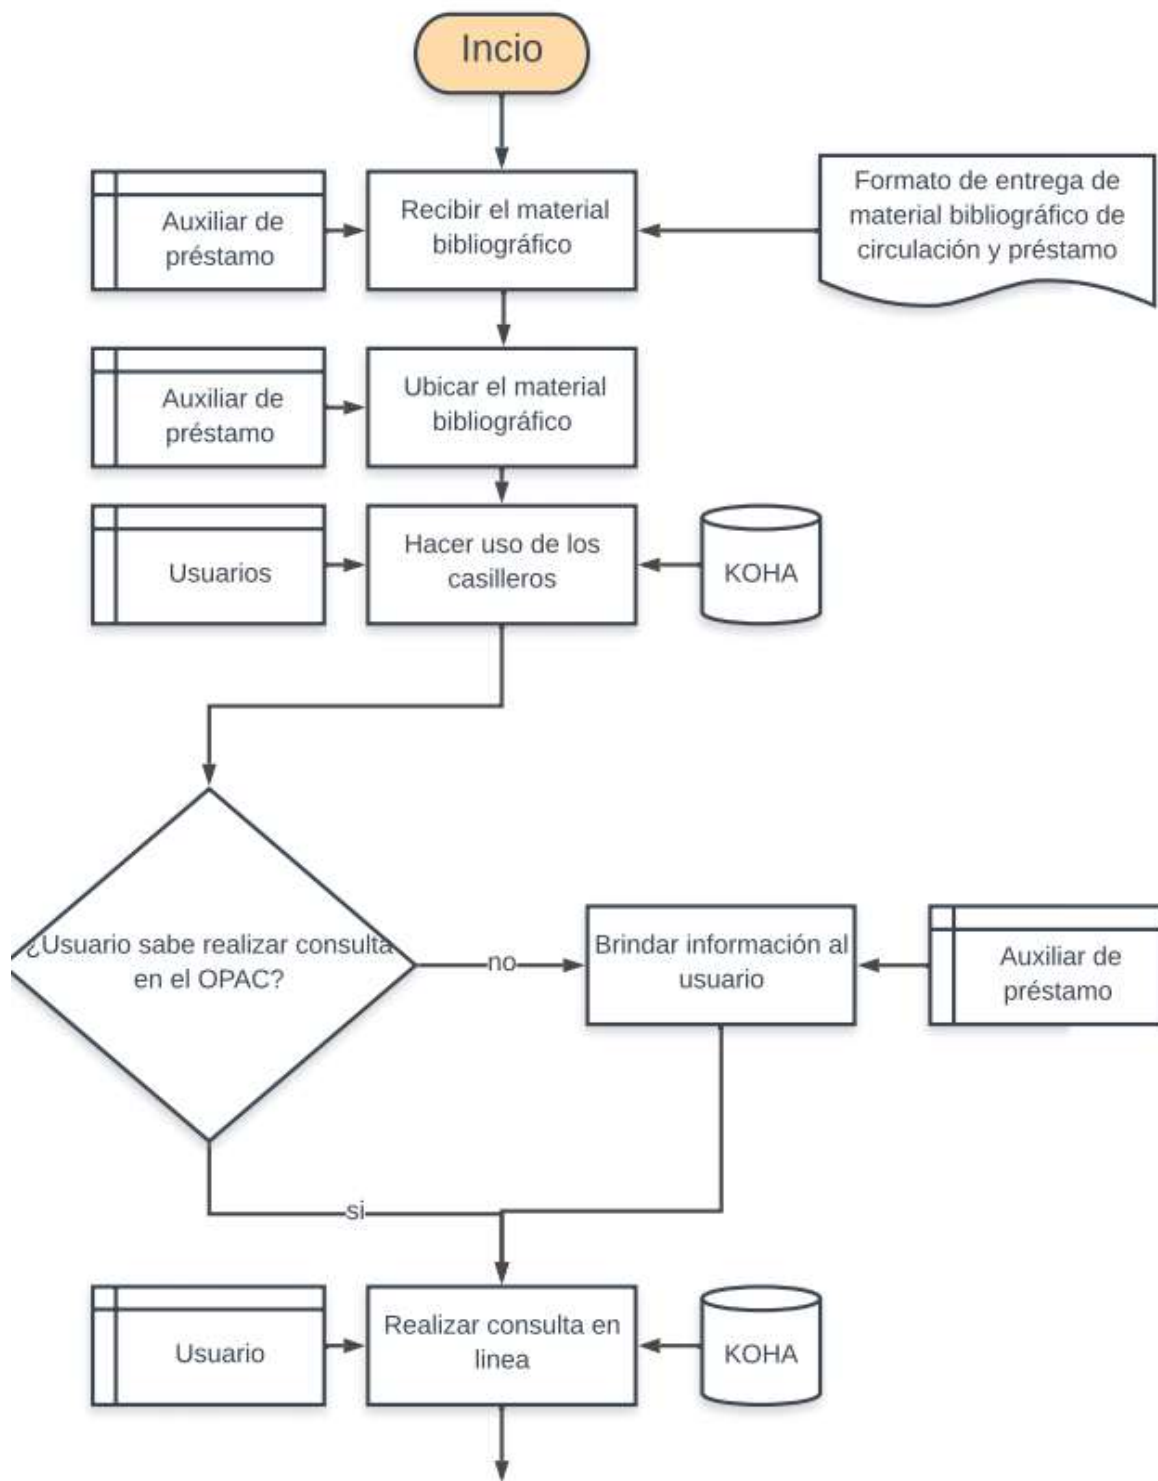 Incio
Auxiliar de
préstamo
Recibir el material
bibliográfico
Formato de entrega de
material bibliográfico de
circulación y préstamo
Auxiliar de
préstamo
Ubicar el material
bibliográfico
Usuarios
Hacer uso de los
casilleros
KOHA
¿Usuario sabe realizar consulta
en el OPAC?
no
Brindar información al
usuario
Auxiliar de
préstamo
si
Usuario
Realizar consulta en
linea
KOHA